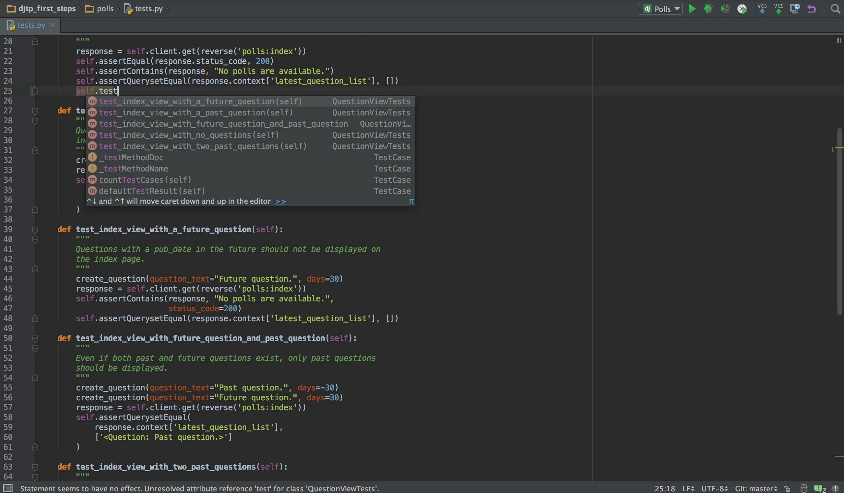 djtp_first_steps polls tests.py
Polls
tests.py ×
20 """
21 response = self.client.get(reverse('polls:index'))
22 self.assertEqual(response.status_code, 200)
23 self.assertContains(response, "No polls are available.")
24 self.assertQuerysetEqual(response.context['latest_question_list'], [])
25 self.test
26 test_index_view_with_a_future_question(self) QuestionViewTests
27 def te test_index_view_with_a_past_question(self) QuestionViewTests
28 "" test_index_view_with_future_question_and_past_question QuestionVi…
29 Qu test_index_view_with_no_questions(self) QuestionViewTests
30 in test_index_view_with_two_past_questions(self) QuestionViewTests
31 ""
32 cr _testMethodDoc TestCase
33 re _testMethodName TestCase
34 se countTestCases(self) TestCase
35 defaultTestResult(self) TestCase
36 ^↓ and ^↑ will move caret down and up in the editor >> π
37 )
38
39 def test_index_view_with_a_future_question(self):
40 """
41 Questions with a pub_date in the future should not be displayed on
42 the index page.
43 """
44 create_question(question_text="Future question.", days=30)
45 response = self.client.get(reverse('polls:index'))
46 self.assertContains(response, "No polls are available.",
47 status_code=200)
48 self.assertQuerysetEqual(response.context['latest_question_list'], [])
49
50 def test_index_view_with_future_question_and_past_question(self):
51 """
52 Even if both past and future questions exist, only past questions
53 should be displayed.
54 """
55 create_question(question_text="Past question.", days=-30)
56 create_question(question_text="Future question.", days=30)
57 response = self.client.get(reverse('polls:index'))
58 self.assertQuerysetEqual(
59 response.context['latest_question_list'],
60 ['<Question: Past question.>']
61 )
62
63 def test_index_view_with_two_past_questions(self):
64 """
Statement seems to have no effect. Unresolved attribute reference 'test' for class 'QuestionViewTests'. 25:18 LF÷ UTF-8÷ Git: master÷